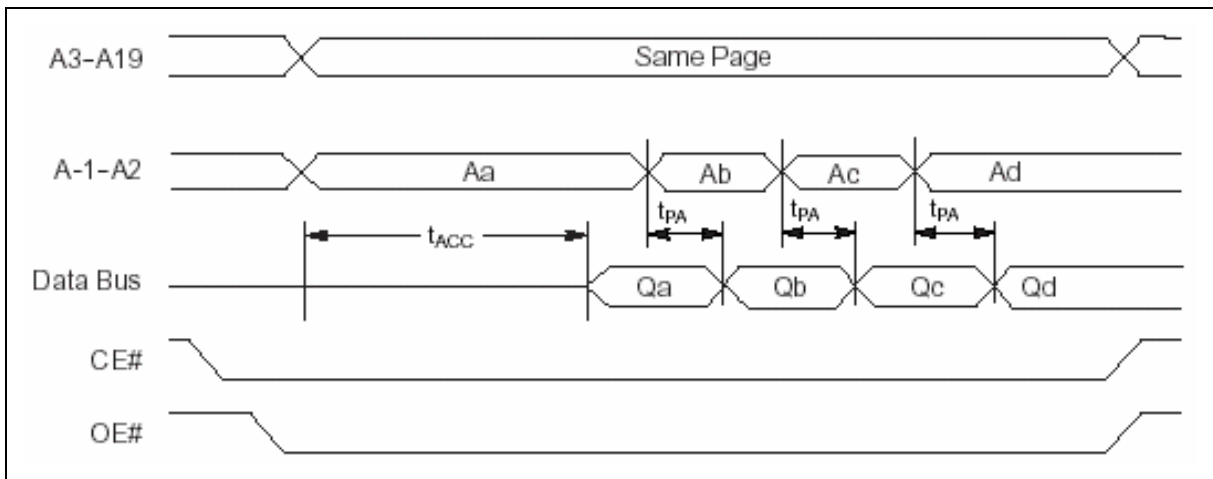 A3–A19 Same Page
A-1–A2 Aa Ab Ac Ad
tACC tPA tPA tPA
Data Bus Qa Qb Qc Qd
CE#
OE#